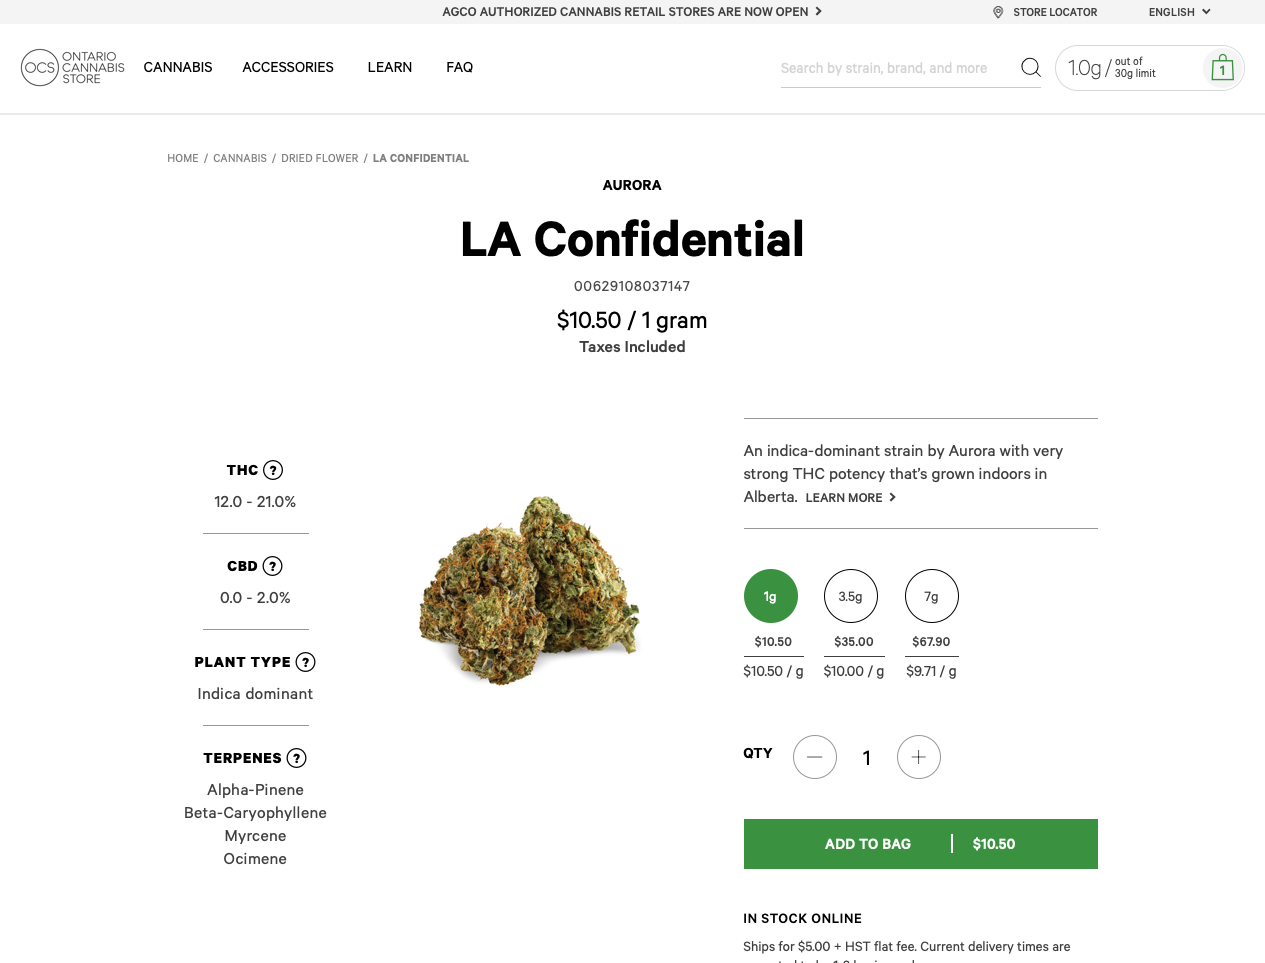 AGCO AUTHORIZED CANNABIS RETAIL STORES ARE NOW OPEN
STORE LOCATOR
ENGLISH
OCS
ONTARIO
CANNABIS
STORE
CANNABIS
ACCESSORIES
LEARN
FAQ
Search by strain, brand, and more
1.0g / out of
30g limit
1
HOME / CANNABIS / DRIED FLOWER / LA CONFIDENTIAL
AURORA
LA Confidential
00629108037147
$10.50 / 1 gram
Taxes Included
THC ?
12.0 - 21.0%
CBD ?
0.0 - 2.0%
PLANT TYPE ?
Indica dominant
TERPENES ?
Alpha-Pinene
Beta-Caryophyllene
Myrcene
Ocimene
An indica-dominant strain by Aurora with very
strong THC potency that’s grown indoors in
Alberta. LEARN MORE
1g 3.5g 7g
$10.50 $35.00 $67.90
$10.50 / g $10.00 / g $9.71 / g
QTY 1
ADD TO BAG | $10.50
IN STOCK ONLINE
Ships for $5.00 + HST flat fee. Current delivery times are